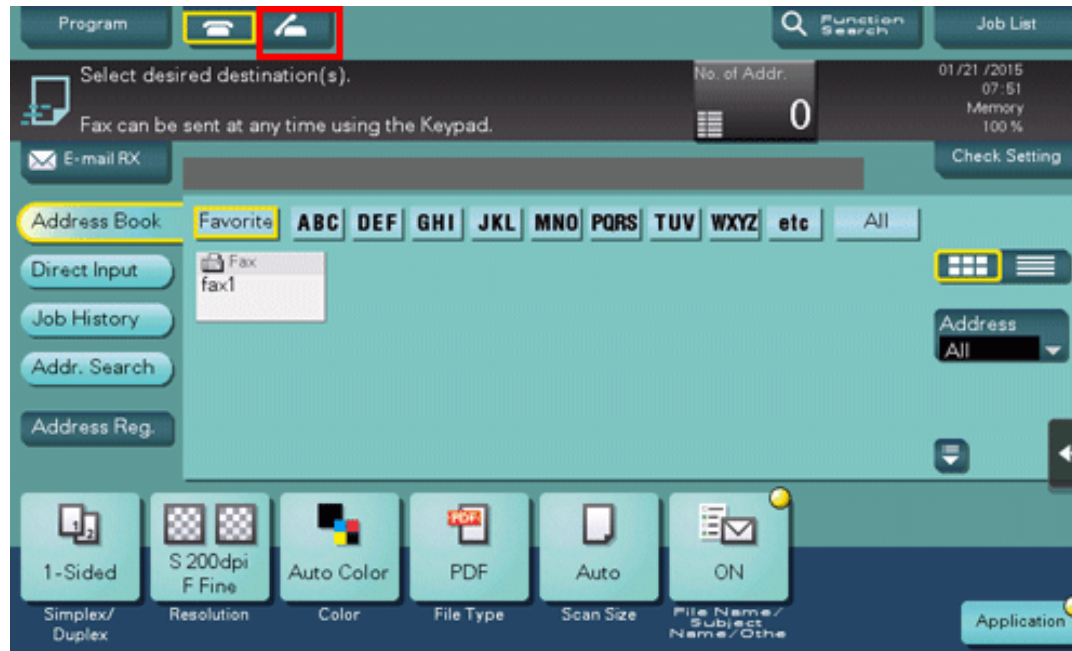 Program
Function
Search
Job List
Select desired destination(s).
Fax can be sent at any time using the Keypad.
No. of Addr.
0
01/21 /2015
07:51
Memory
100 %
E-mail RX
Check Setting
Address Book
Favorite
ABC
DEF
GHI
JKL
MNO
PQRS
TUV
WXYZ
etc
All
Direct Input
Fax
fax1
Job History
Address
All
Addr. Search
Address Reg.
1-Sided
S 200dpi
F Fine
Auto Color
PDF
PDF
Auto
ON
Simplex/
Duplex
Resolution
Color
File Type
Scan Size
File Name/
Subject
Name/Othe
Application